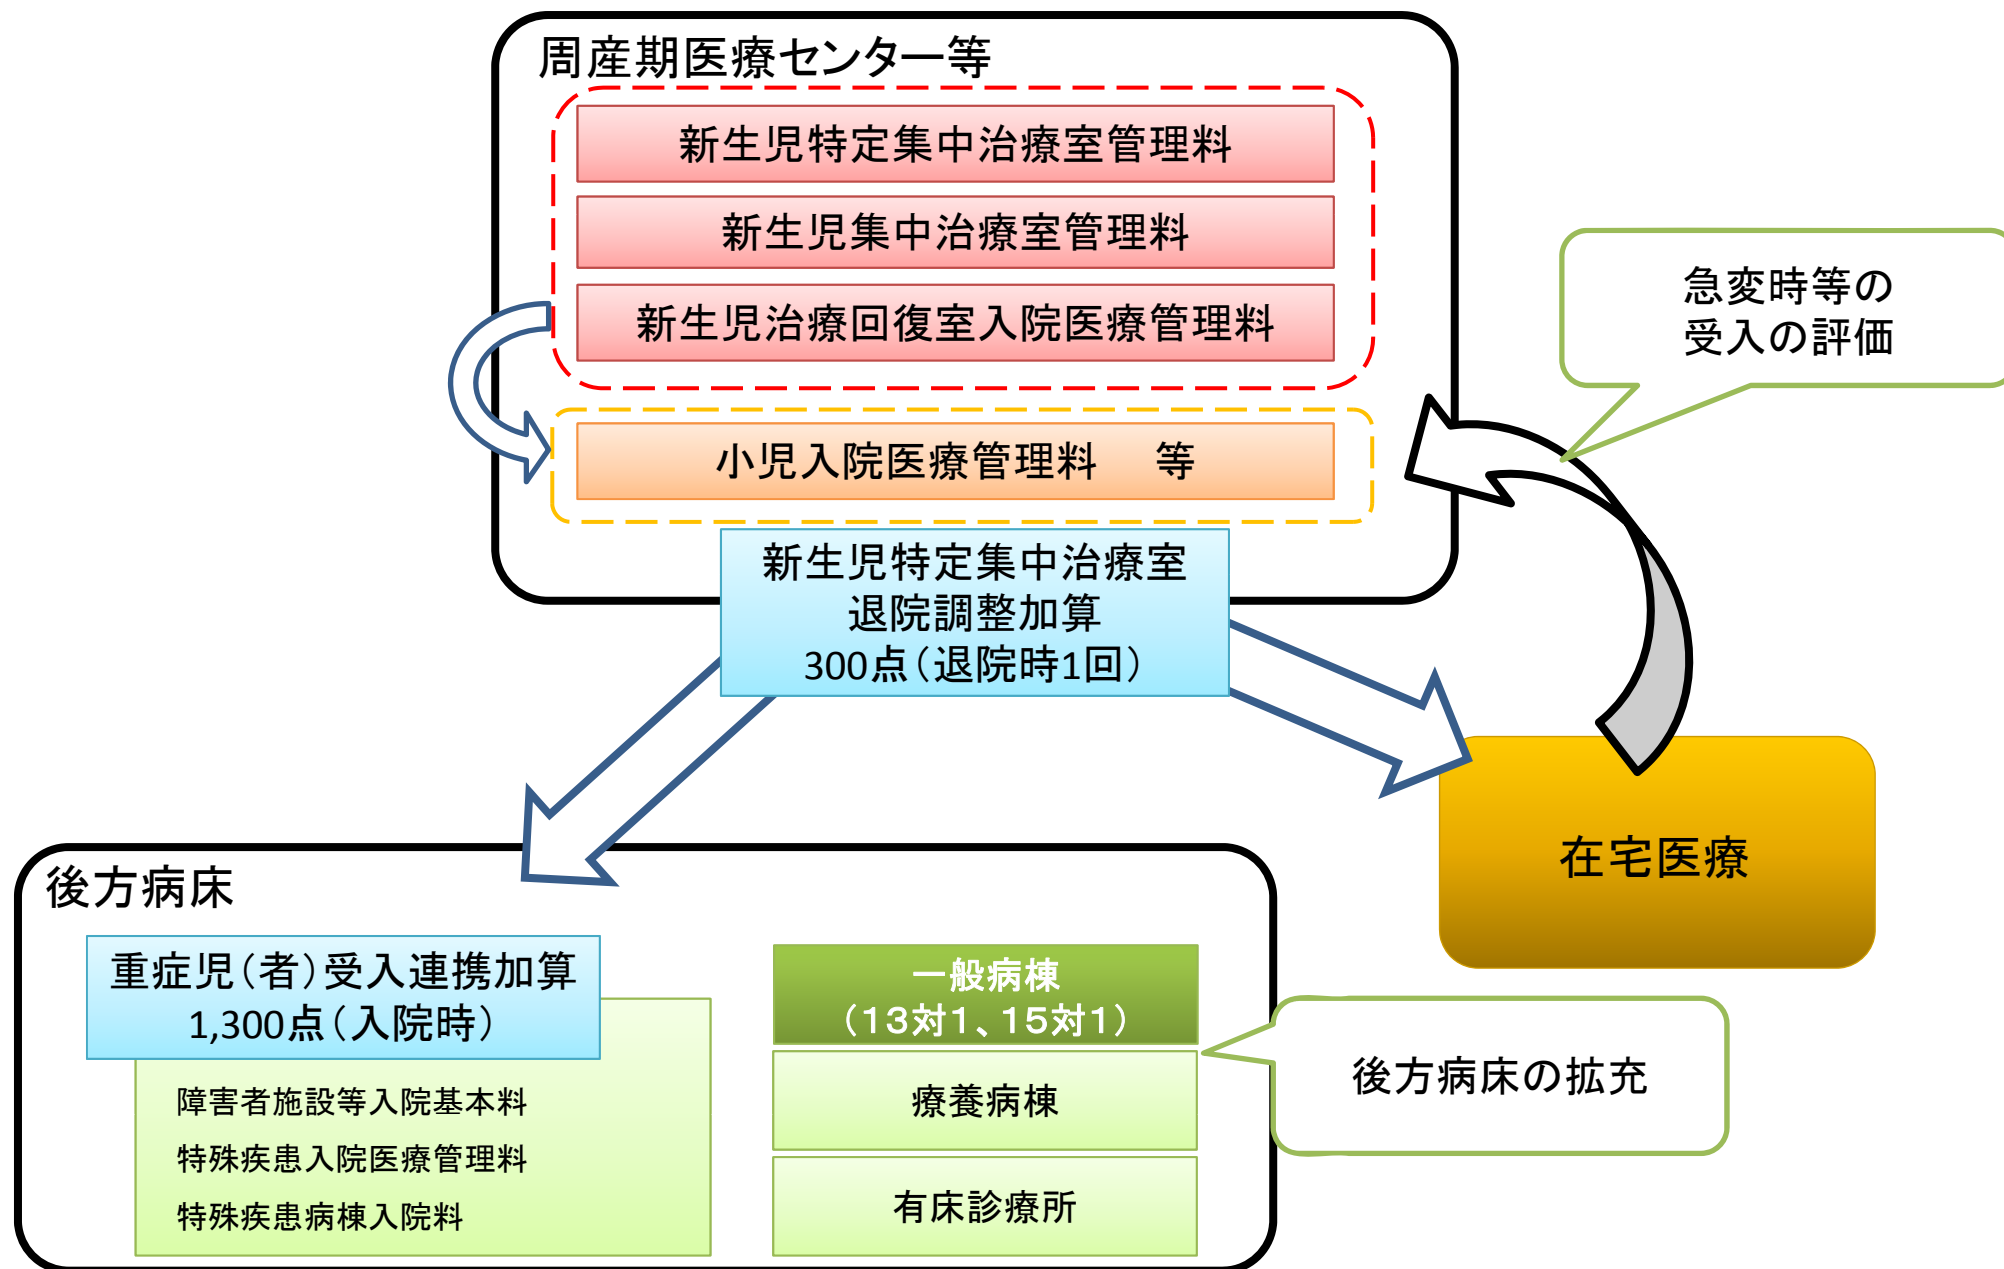 周産期医療センター等
新生児特定集中治療室管理料
新生児集中治療室管理料
新生児治療回復室入院医療管理料
小児入院医療管理料　等
急変時等の
受入の評価
新生児特定集中治療室
退院調整加算
300点（退院時1回）
在宅医療
後方病床
重症児（者）受入連携加算
1,300点（入院時）
障害者施設等入院基本料
特殊疾患入院医療管理料
特殊疾患病棟入院料
一般病棟
（１３対１、１５対１）
療養病棟
有床診療所
後方病床の拡充